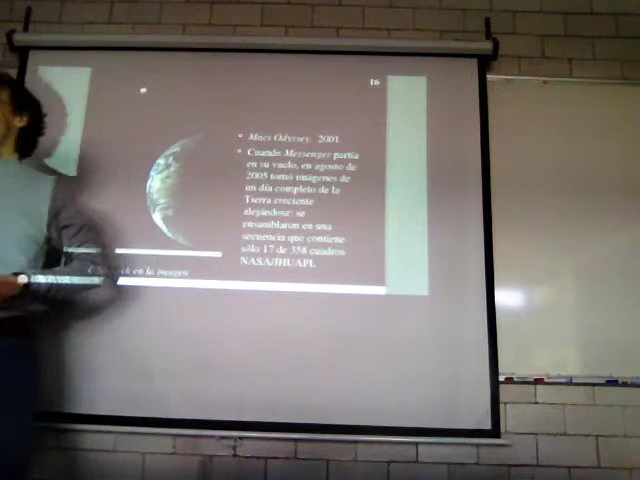 16
• Mars Odyssey. 2001.
• Cuando Messenger partía
en su vuelo, en agosto de
2005 tomó imágenes de
un día completo de la
Tierra creciente
alejándose: se
ensamblaron en una
secuencia que contiene
sólo 17 de 358 cuadros
NASA/JHUAPL
en la imagen